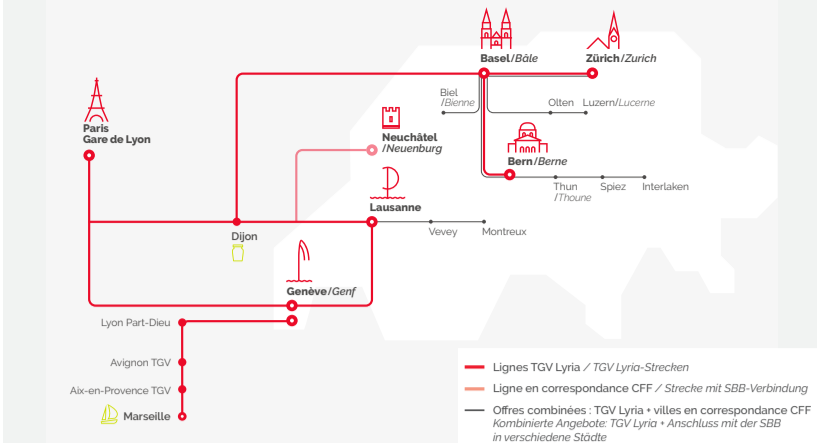 Basel/Bâle
Zürich/Zurich
Biel
/Bienne
Olten
Luzern/Lucerne
Paris
Gare de Lyon
Neuchâtel
/Neuenburg
Bern/Berne
Thun
/Thoune
Spiez
Interlaken
Lausanne
Dijon
Vevey
Montreux
Genève/Genf
Lyon Part-Dieu
Avignon TGV
Aix-en-Provence TGV
Marseille
Lignes TGV Lyria / TGV Lyria-Strecken
Ligne en correspondance CFF / Strecke mit SBB-Verbindung
Offres combinées : TGV Lyria + villes en correspondance CFF
Kombinierte Angebote: TGV Lyria + Anschluss mit der SBB
in verschiedene Städte